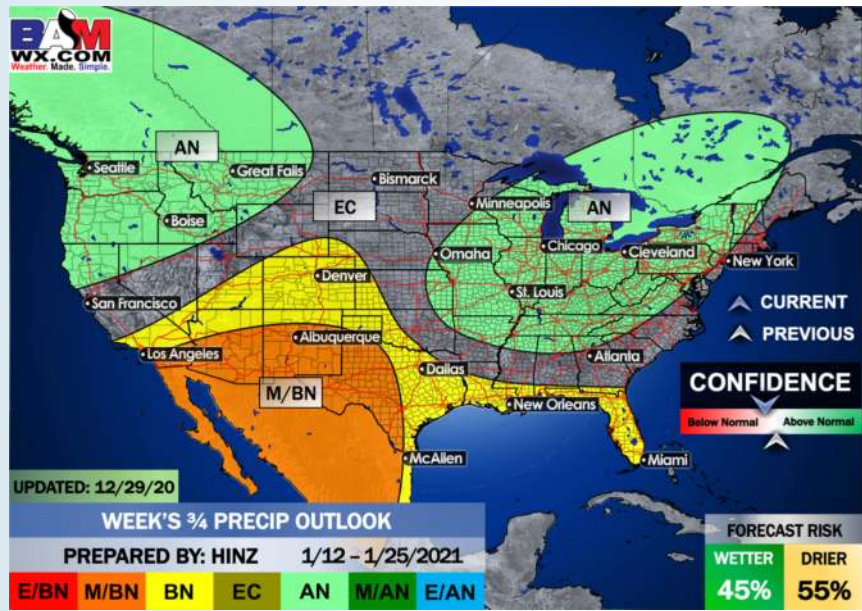 BAM
WX.COM
Weather. Made. Simple.
AN
Seattle
Great Falls
Bismarck
Boise
EC
Minneapolis
AN
Omaha
Chicago
Cleveland
New York
San Francisco
Denver
St. Louis
CURRENT
PREVIOUS
Los Angeles
Albuquerque
Atlanta
Dallas
M/BN
New Orleans
McAllen
Miami
CONFIDENCE
Below Normal
Above Normal
UPDATED: 12/29/20
WEEK'S ¾ PRECIP OUTLOOK
PREPARED BY: HINZ 1/12 – 1/25/2021
E/BN M/BN BN EC AN M/AN E/AN
FORECAST RISK
WETTER DRIER
45% 55%